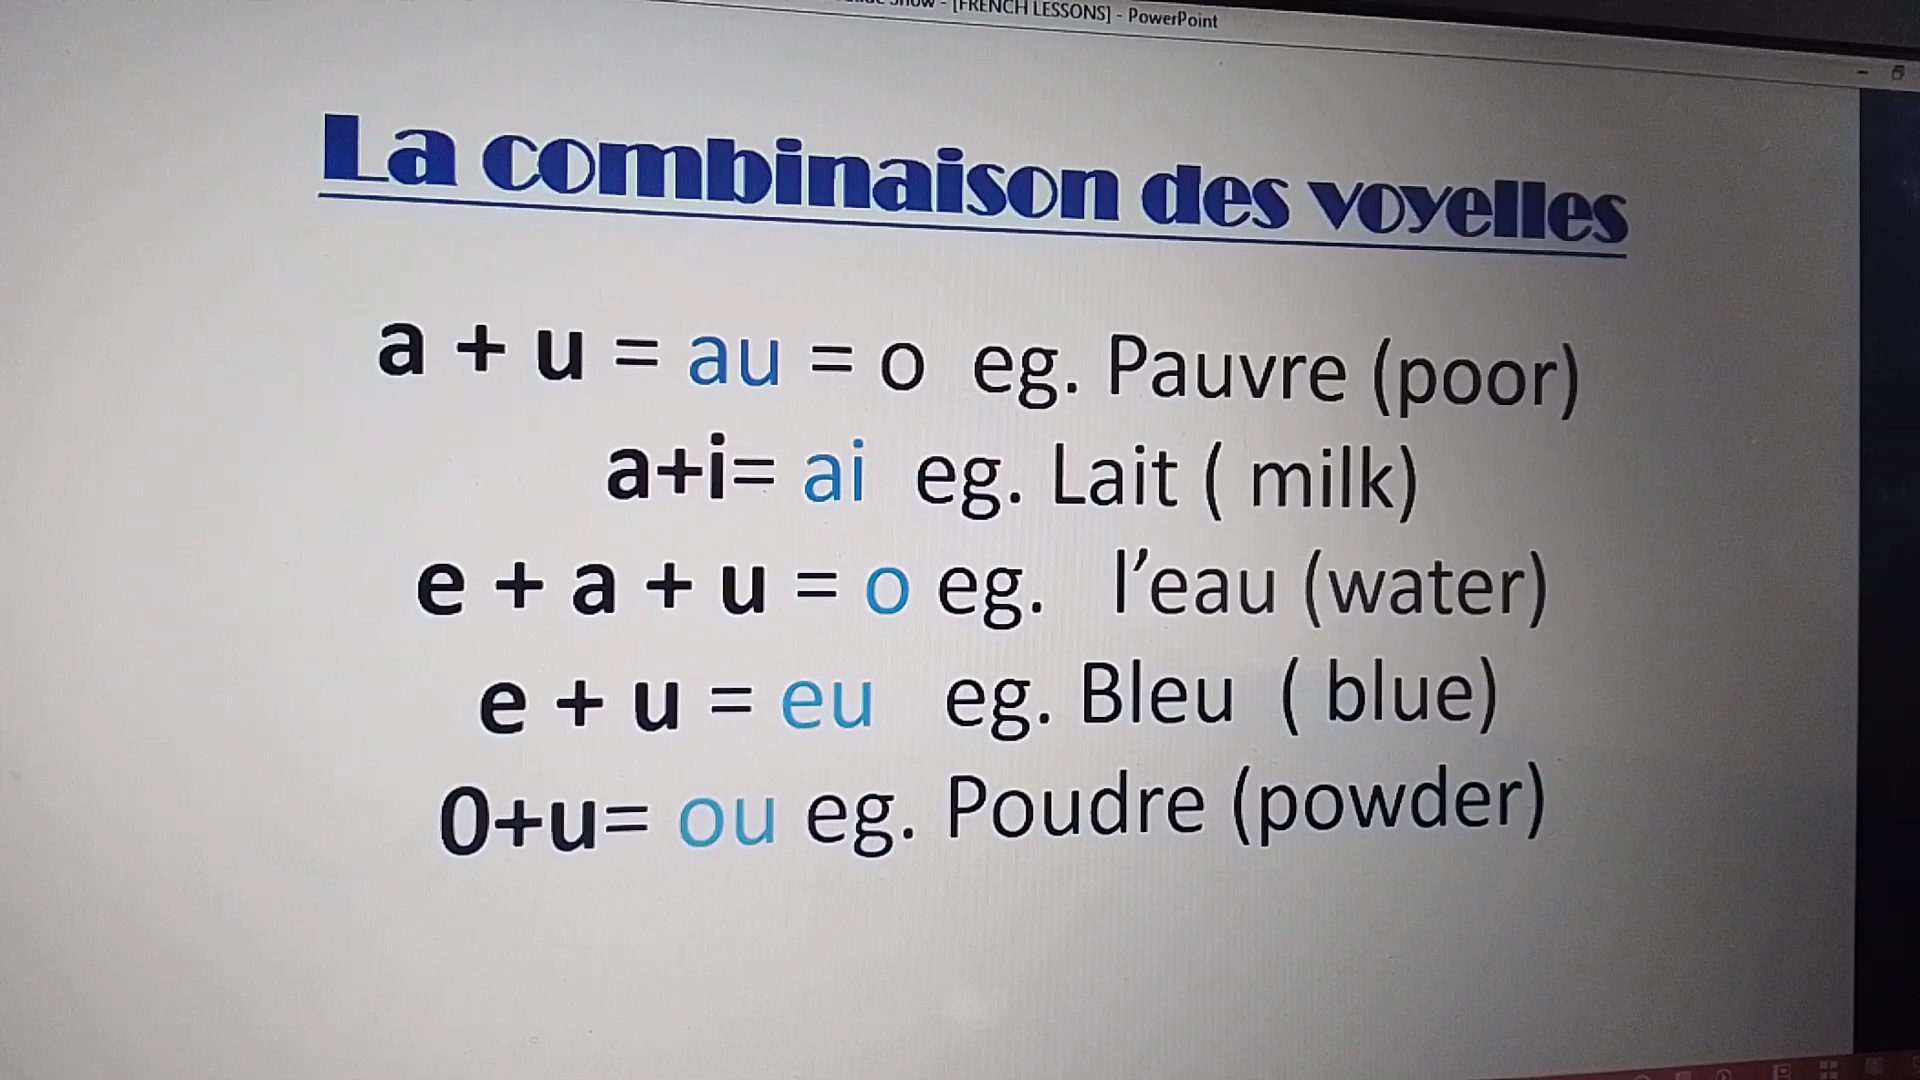 Show - [FRENCH LESSONS] - PowerPoint
La combinaison des voyelles
a + u = au = o eg. Pauvre (poor)
a+i= ai eg. Lait ( milk)
e + a + u = o eg. l’eau (water)
e + u = eu eg. Bleu ( blue)
0+u= ou eg. Poudre (powder)